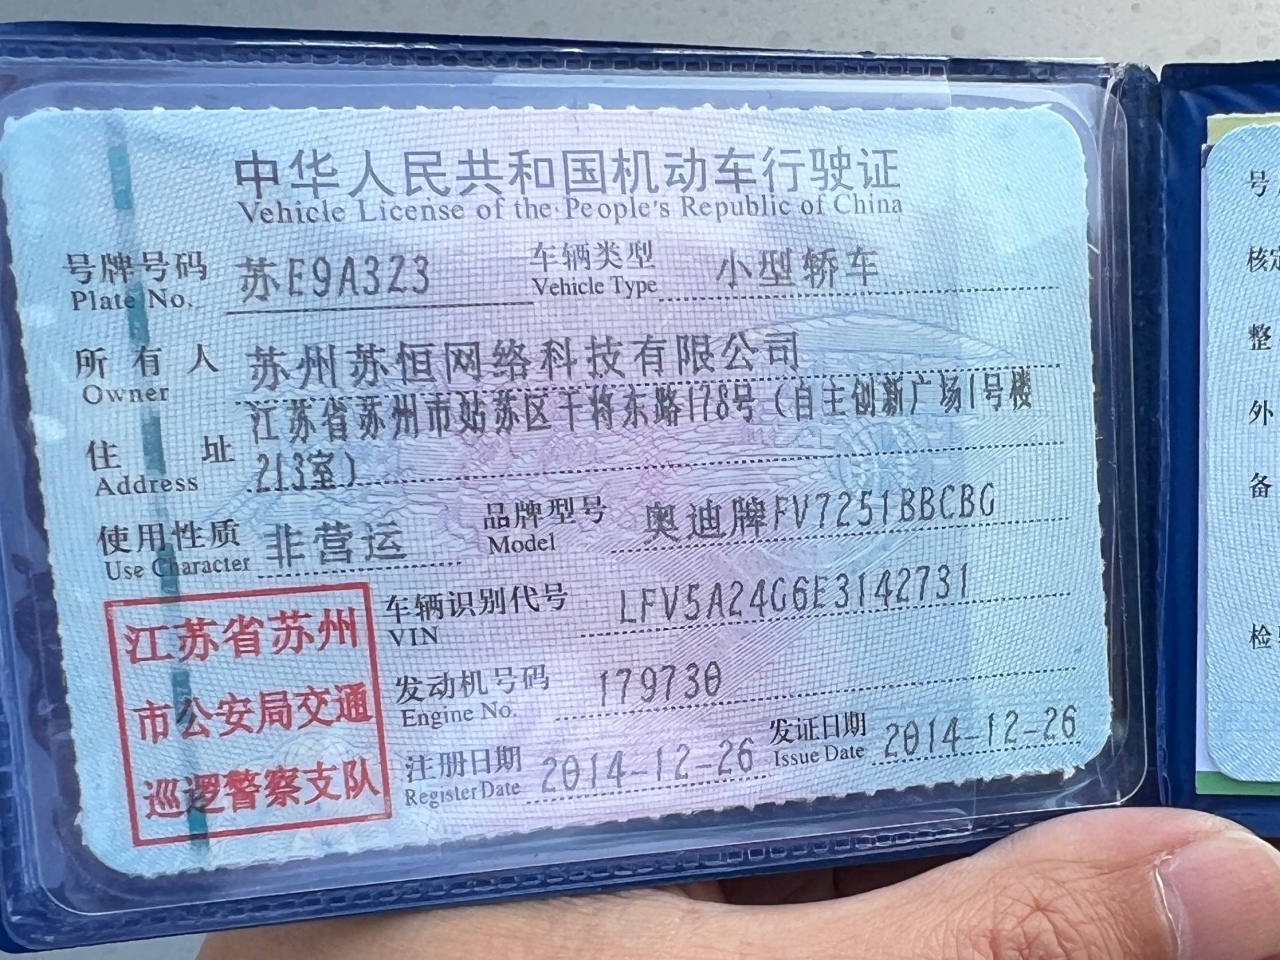 中华人民共和国机动车行驶证
Vehicle License of the People's Republic of China
号牌号码 苏E9A323 车辆类型 小型轿车
Plate No. Vehicle Type
所有人 苏州苏恒网络科技有限公司
Owner
江苏省苏州市姑苏区干将东路178号（自主创新广场1号楼
住址 213室）
Address
使用性质 非营运 品牌型号 奥迪牌FV7251BBCBG
Use Character Model
车辆识别代号 LFV5A24G6E3142731
VIN
发动机号码 179730
Engine No.
注册日期 2014-12-26 发证日期 2014-12-26
Register Date Issue Date
江苏省苏州
市公安局交通
巡逻警察支队
号
核定
整
外
备
检